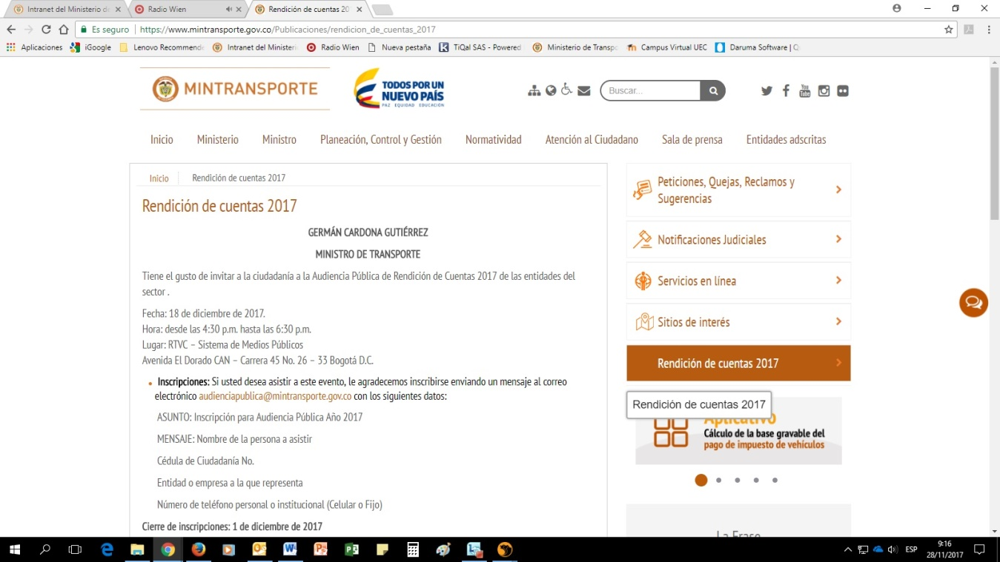 Intranet del Ministerio de
Radio Wien
Rendición de cuentas 20
Es seguro
https://www.mintransporte.gov.co/Publicaciones/rendicion_de_cuentas_2017
Aplicaciones
iGoogle
Lenovo Recommend
Intranet del Minister
Radio Wien
Nueva pestaña
TiQal SAS - Powered
Ministerio de Transpo
Campus Virtual UEC
Daruma Software | Q
MINTRANSPORTE
TODOS POR UN
NUEVO PAÍS
PAZ EQUIDAD EDUCACIÓN
Buscar...
You
Tube
Inicio
Ministerio
Ministro
Planeación, Control y Gestión
Normatividad
Atención al Ciudadano
Sala de prensa
Entidades adscritas
Inicio
Rendición de cuentas 2017
Rendición de cuentas 2017
GERMÁN CARDONA GUTIÉRREZ
MINISTRO DE TRANSPORTE
Tiene el gusto de invitar a la ciudadanía a la Audiencia Pública de Rendición de Cuentas 2017 de las entidades del
sector .
Fecha: 18 de diciembre de 2017.
Hora: desde las 4:30 p.m. hasta las 6:30 p.m.
Lugar: RTVC – Sistema de Medios Públicos
Avenida El Dorado CAN – Carrera 45 No. 26 – 33 Bogotá D.C.
Inscripciones: Si usted desea asistir a este evento, le agradecemos inscribirse enviando un mensaje al correo
electrónico audienciapublica@mintransporte.gov.co con los siguientes datos:
ASUNTO: Inscripción para Audiencia Pública Año 2017
MENSAJE: Nombre de la persona a asistir
Cédula de Ciudadanía No.
Entidad o empresa a la que representa
Número de teléfono personal o institucional (Celular o Fijo)
Cierre de inscripciones: 1 de diciembre de 2017
Peticiones, Quejas, Reclamos y
Sugerencias
Notificaciones Judiciales
Servicios en línea
Sitios de interés
Rendición de cuentas 2017
Rendición de cuentas 2017
Aplicativo
Cálculo de la base gravable del
pago de impuesto de vehículos
La Frase
ESP
9:16
28/11/2017